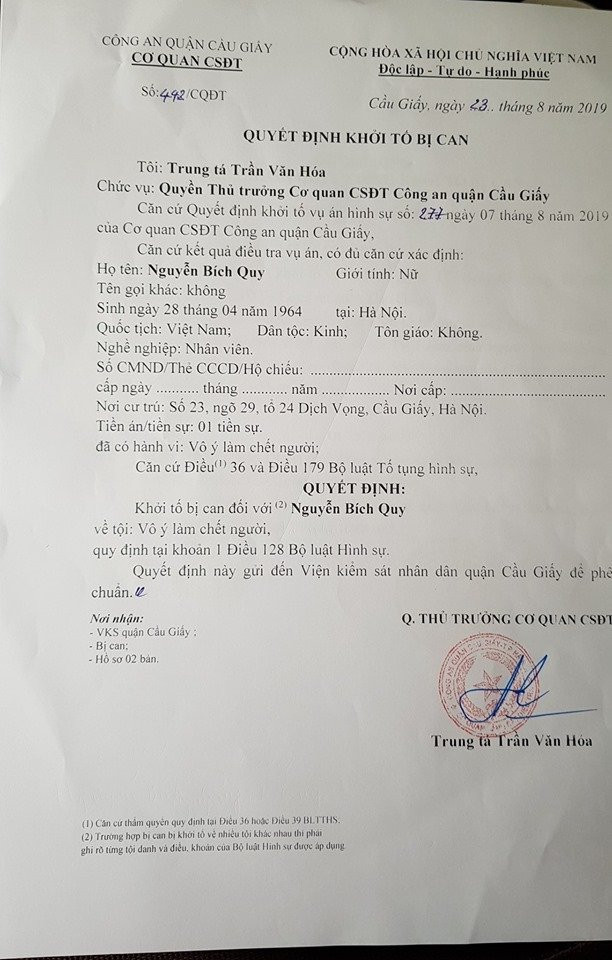 CÔNG AN QUẬN CẦU GIẤY
CƠ QUAN CSĐT
Số: 492/CQĐT
CỘNG HÒA XÃ HỘI CHỦ NGHĨA VIỆT NAM
Độc lập - Tự do - Hạnh phúc
Cầu Giấy, ngày 23.. tháng 8 năm 2019
QUYẾT ĐỊNH KHỞI TỐ BỊ CAN
Tôi: Trung tá Trần Văn Hóa
Chức vụ: Quyền Thủ trưởng Cơ quan CSĐT Công an quận Cầu Giấy
Căn cứ Quyết định khởi tố vụ án hình sự số: 277 ngày 07 tháng 8 năm 2019
của Cơ quan CSĐT Công an quận Cầu Giấy,
Căn cứ kết quả điều tra vụ án, có đủ căn cứ xác định:
Họ tên: Nguyễn Bích Quy Giới tính: Nữ
Tên gọi khác: không
Sinh ngày 28 tháng 04 năm 1964 tại: Hà Nội.
Quốc tịch: Việt Nam; Dân tộc: Kinh; Tôn giáo: Không.
Nghề nghiệp: Nhân viên.
Số CMND/Thẻ CCCD/Hộ chiếu: ..............................
cấp ngày ........... tháng ............ năm .................. Nơi cấp: ........................................
Nơi cư trú: Số 23, ngõ 29, tổ 24 Dịch Vọng, Cầu Giấy, Hà Nội.
Tiền án/tiền sự: 01 tiền sự.
đã có hành vi: Vô ý làm chết người;
Căn cứ Điều(1) 36 và Điều 179 Bộ luật Tố tụng hình sự,
QUYẾT ĐỊNH:
Khởi tố bị can đối với (2) Nguyễn Bích Quy
về tội: Vô ý làm chết người,
quy định tại khoản 1 Điều 128 Bộ luật Hình sự.
Quyết định này gửi đến Viện kiểm sát nhân dân quận Cầu Giấy để phê
chuẩn.
Nơi nhận:
- VKS quận Cầu Giấy ;
- Bị can;
- Hồ sơ 02 bản.
Q. THỦ TRƯỞNG CƠ QUAN CSĐT
Trung tá Trần Văn Hóa
(1) Căn cứ thẩm quyền quy định tại Điều 36 hoặc Điều 39 BLTTHS.
(2) Trường hợp bị can bị khởi tố về nhiều tội khác nhau thì phải
ghi rõ từng tội danh và điều, khoản của Bộ luật Hình sự được áp dụng.